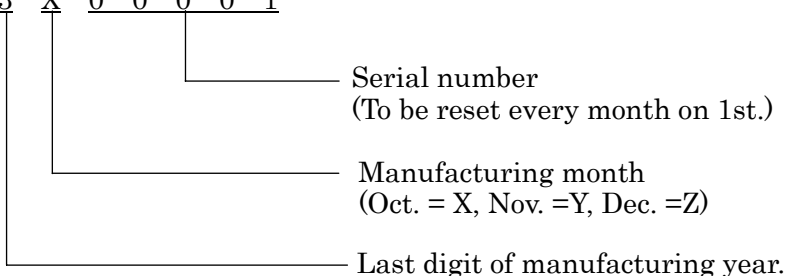 3 X 0 0 0 0 1
Serial number
(To be reset every month on 1st.)
Manufacturing month
(Oct. = X, Nov. =Y, Dec. =Z)
Last digit of manufacturing year.